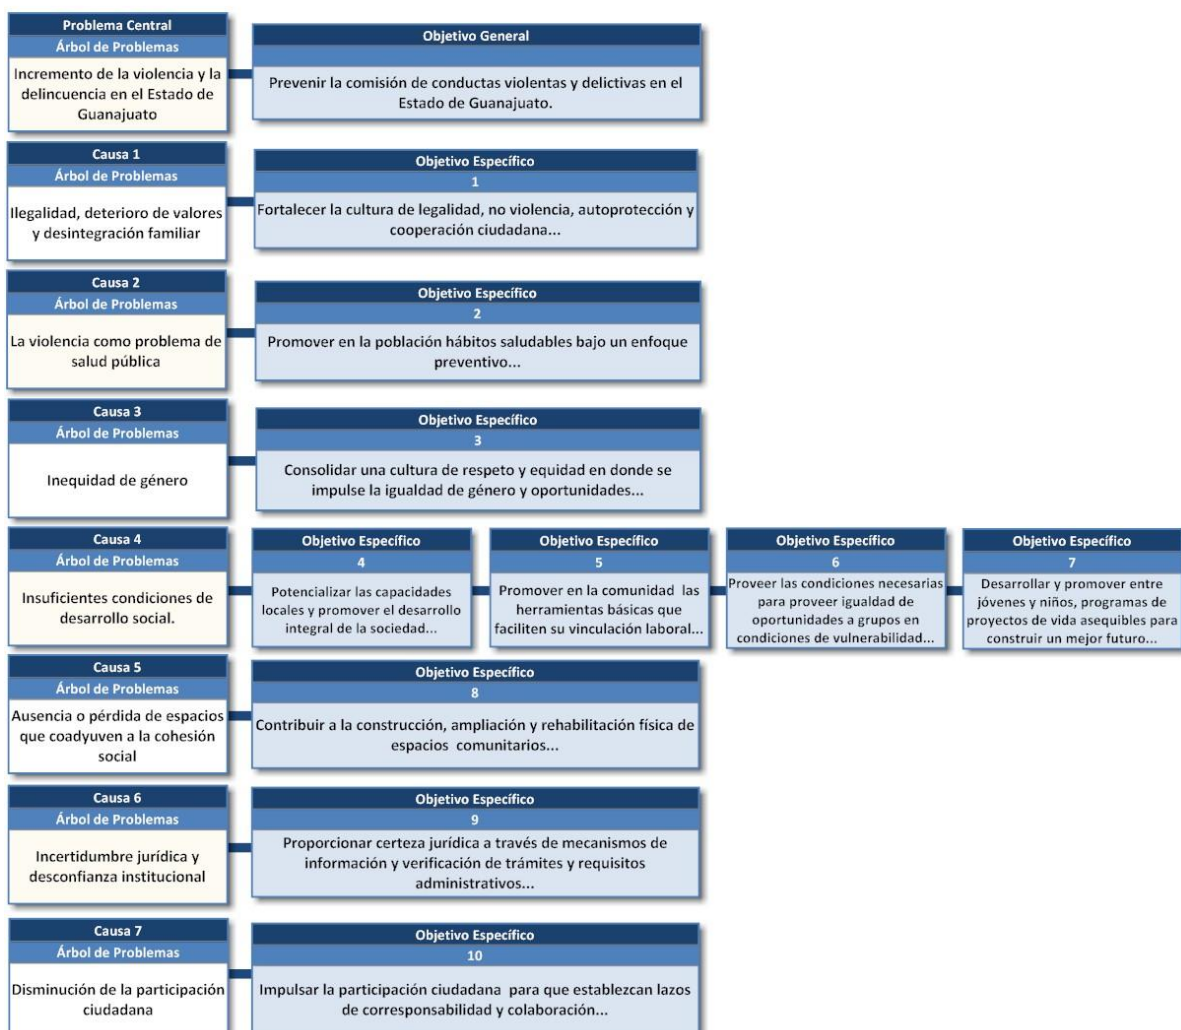 Problema Central
Árbol de Problemas
Incremento de la violencia y la
delincuencia en el Estado de
Guanajuato
Objetivo General
Prevenir la comisión de conductas violentas y delictivas en el
Estado de Guanajuato.
Causa 1
Árbol de Problemas
Ilegalidad, deterioro de valores
y desintegración familiar
Objetivo Específico
1
Fortalecer la cultura de legalidad, no violencia, autoprotección y
cooperación ciudadana...
Causa 2
Árbol de Problemas
La violencia como problema de
salud pública
Objetivo Específico
2
Promover en la población hábitos saludables bajo un enfoque
preventivo...
Causa 3
Árbol de Problemas
Inequidad de género
Objetivo Específico
3
Consolidar una cultura de respeto y equidad en donde se
impulse la igualdad de género y oportunidades...
Causa 4
Árbol de Problemas
Insuficientes condiciones de
desarrollo social.
Objetivo Específico
4
Potencializar las capacidades
locales y promover el desarrollo
integral de la sociedad...
Objetivo Específico
5
Promover en la comunidad las
herramientas básicas que
faciliten su vinculación laboral...
Objetivo Específico
6
Proveer las condiciones necesarias
para proveer igualdad de
oportunidades a grupos en
condiciones de vulnerabilidad...
Objetivo Específico
7
Desarrollar y promover entre
jóvenes y niños, programas de
proyectos de vida asequibles para
construir un mejor futuro...
Causa 5
Árbol de Problemas
Ausencia o pérdida de espacios
que coadyuven a la cohesión
social
Objetivo Específico
8
Contribuir a la construcción, ampliación y rehabilitación física de
espacios comunitarios...
Causa 6
Árbol de Problemas
Incertidumbre jurídica y
desconfianza institucional
Objetivo Específico
9
Proporcionar certeza jurídica a través de mecanismos de
información y verificación de trámites y requisitos
administrativos...
Causa 7
Árbol de Problemas
Disminución de la participación
ciudadana
Objetivo Específico
10
Impulsar la participación ciudadana para que establezcan lazos
de corresponsabilidad y colaboración...